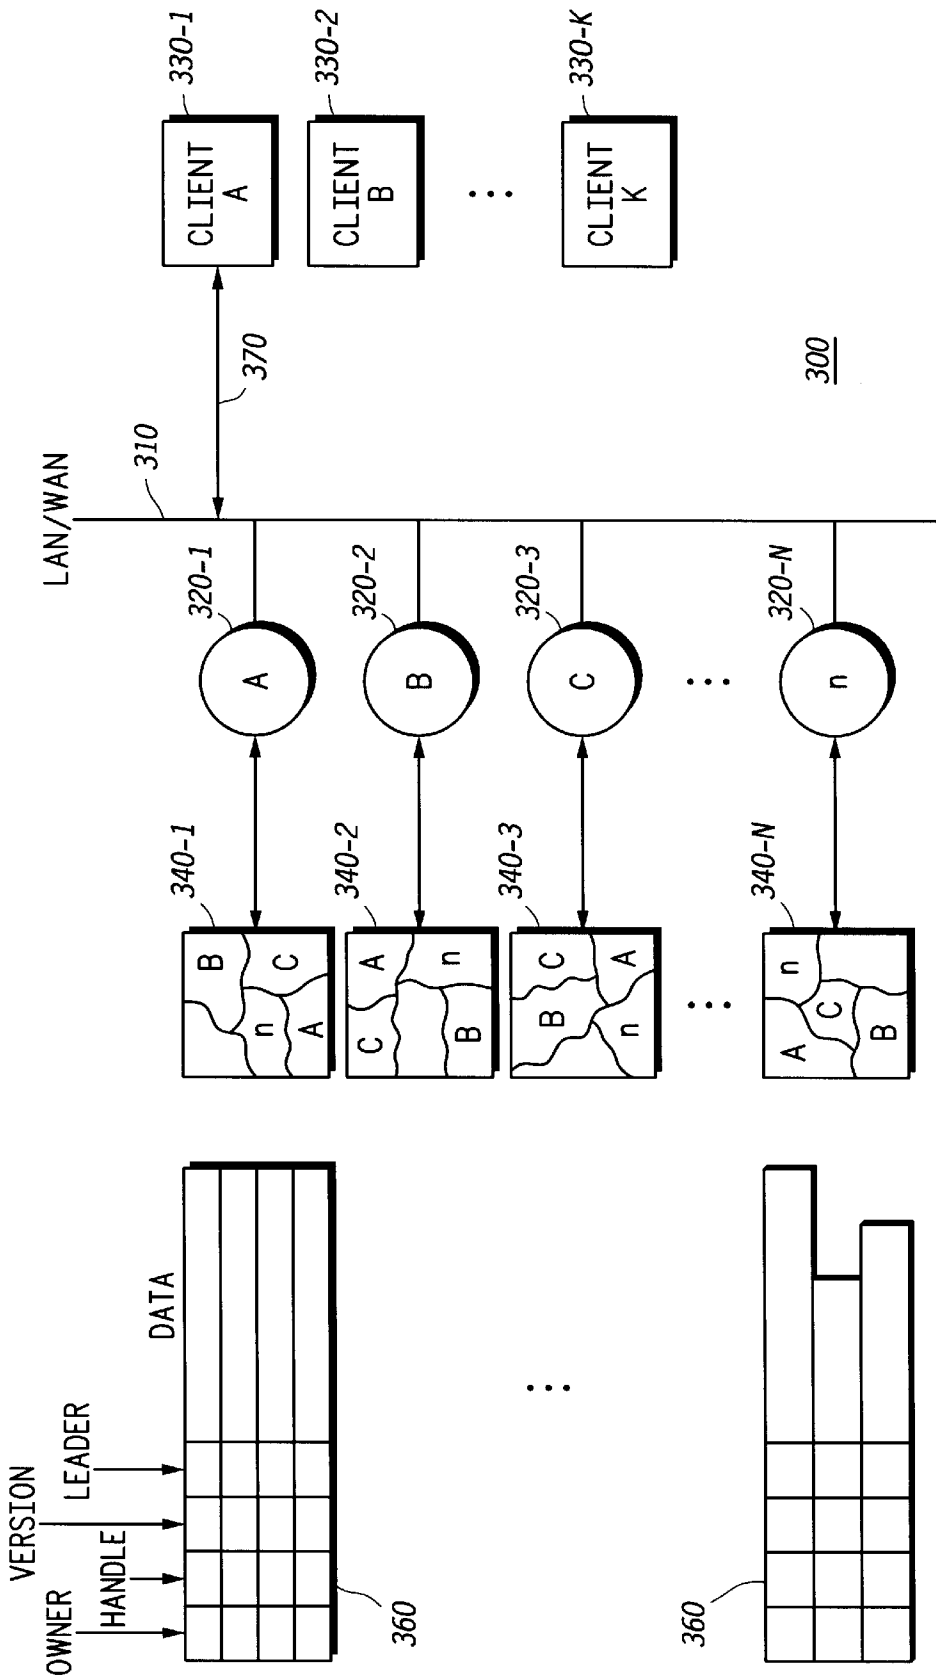 OWNER
HANDLE
VERSION
LEADER
DATA
360
...
360
340-1
B
C
n
A
340-2
C
A
n
B
340-3
B
C
A
n
...
340-N
A
n
C
B
LAN/WAN
310
A
320-1
B
320-2
C
320-3
...
n
320-N
370
CLIENT
A
330-1
CLIENT
B
330-2
...
CLIENT
K
330-K
300